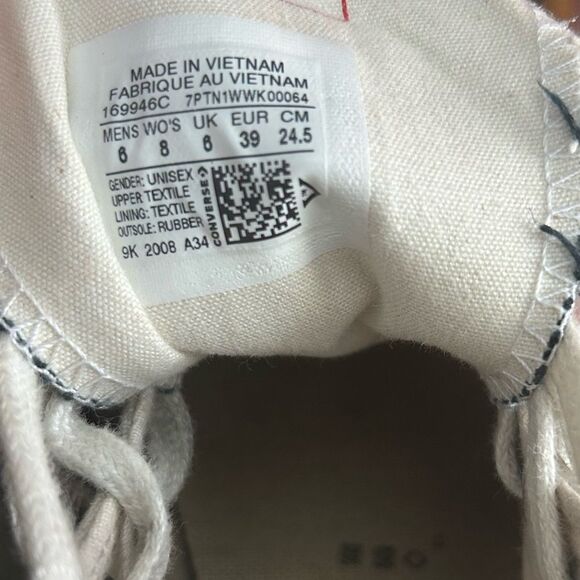 MADE IN VIETNAM
FABRIQUE AU VIETNAM
169946C 7PTN1WWK00064
MENS WO'S UK EUR CM
6 8 6 39 24.5
GENDER: UNISEX
UPPER TEXTILE
LINING: TEXTILE
OUTSOLE: RUBBER
9K 2008 A34
CONVERSE